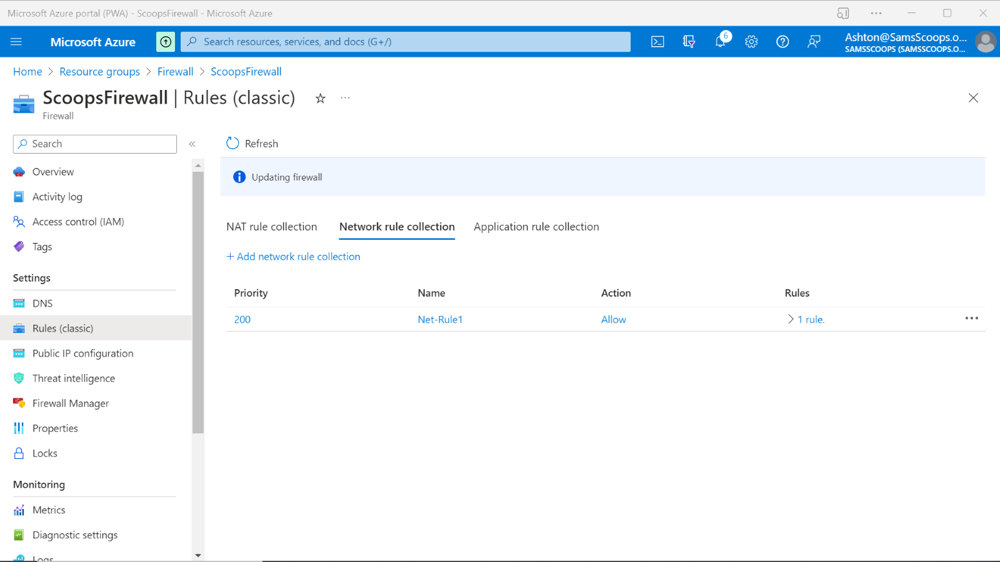 Microsoft Azure portal (PWA) - ScoopsFirewall - Microsoft Azure
Microsoft Azure
Search resources, services, and docs (G+/)
6
Ashton@SamsScoops.o...
SAMSSCOOPS (SAMSSCOOPS.O...
Home > Resource groups > Firewall > ScoopsFirewall
ScoopsFirewall | Rules (classic)
Firewall
Search
Overview
Activity log
Access control (IAM)
Tags
Settings
DNS
Rules (classic)
Public IP configuration
Threat intelligence
Firewall Manager
Properties
Locks
Monitoring
Metrics
Diagnostic settings
Logs
Refresh
Updating firewall
NAT rule collection Network rule collection Application rule collection
+ Add network rule collection
Priority Name Action Rules
200 Net-Rule1 Allow > 1 rule.